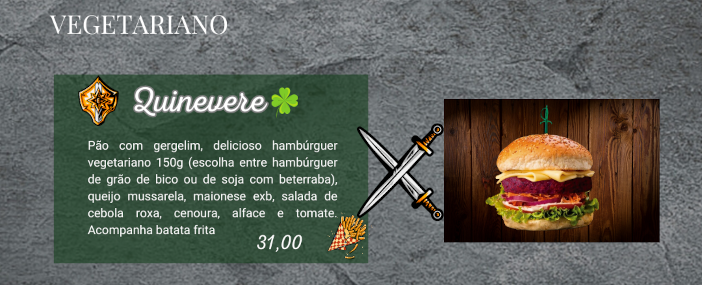 VEGETARIANO
Quinevere
Pão com gergelim, delicioso hambúrguer
vegetariano 150g (escolha entre hambúrguer
de grão de bico ou de soja com beterraba),
queijo mussarela, maionese exb, salada de
cebola roxa, cenoura, alface e tomate.
Acompanha batata frita
31,00